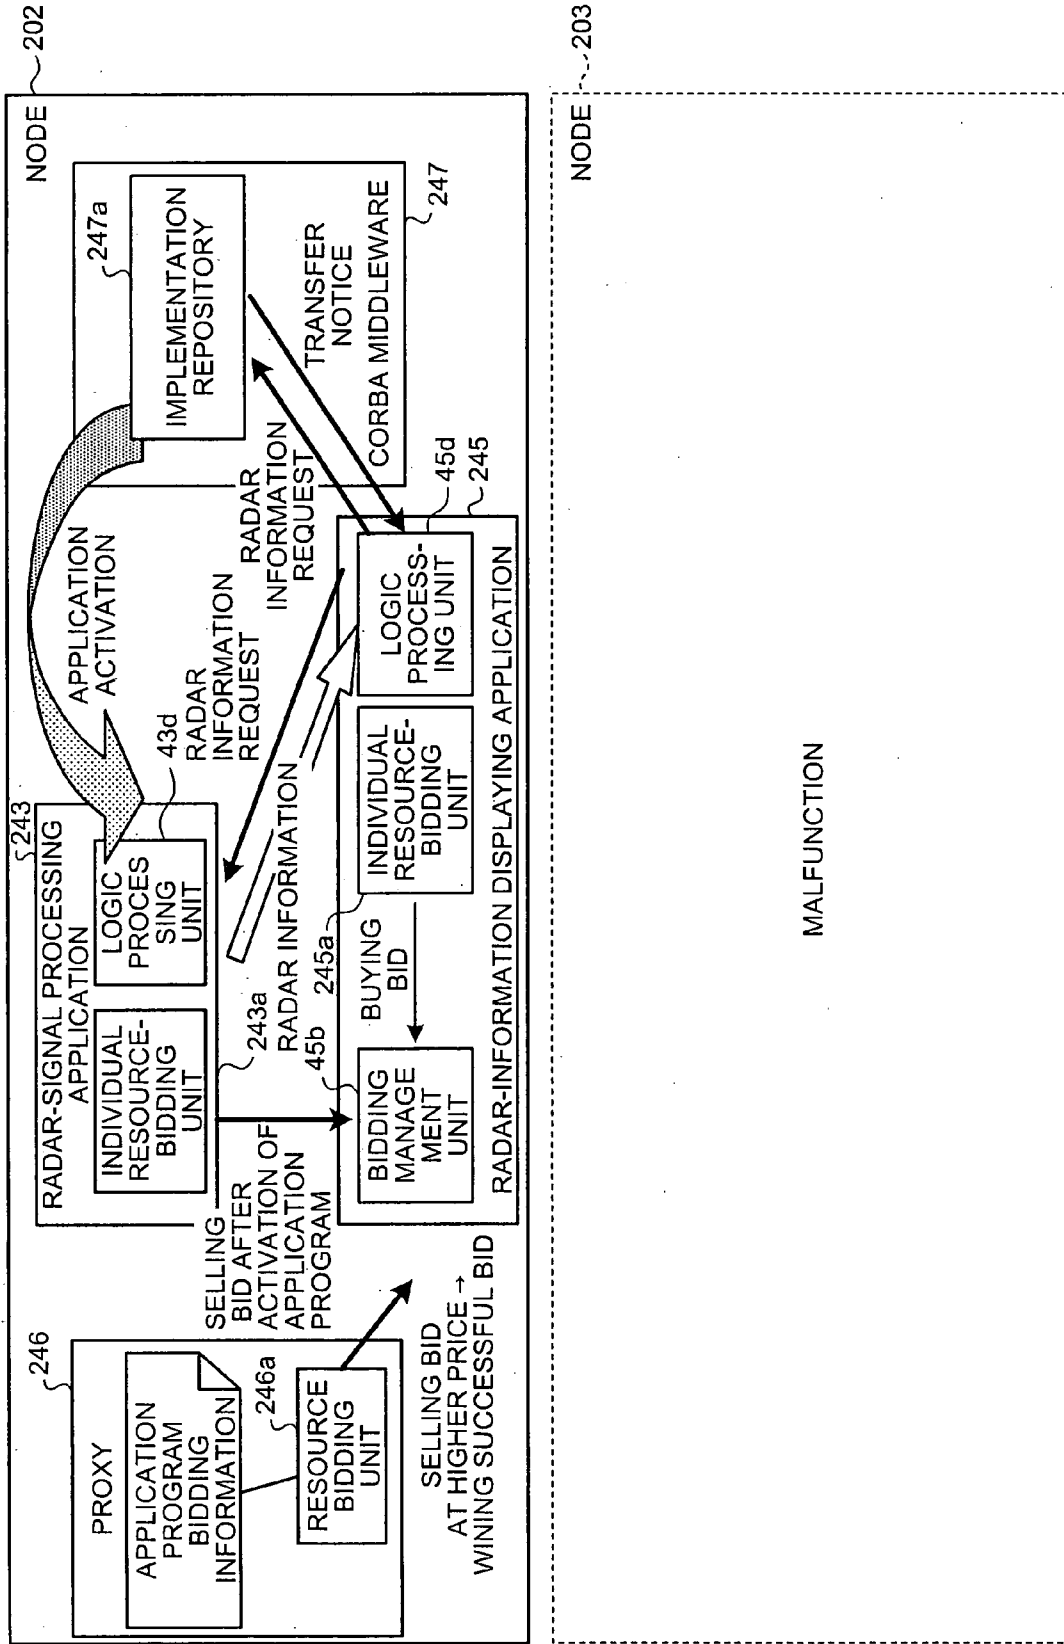 202
NODE
PROXY
246
APPLICATION
PROGRAM
BIDDING
INFORMATION
246a
RESOURCE
BIDDING
UNIT
SELLING BID
AT HIGHER PRICE →
WINING SUCCESSFUL BID
243
RADAR-SIGNAL PROCESSING
APPLICATION
INDIVIDUAL
RESOURCE-
BIDDING
UNIT
LOGIC
PROCES
SING
UNIT
43d
243a
SELLING
BID AFTER
ACTIVATION OF
APPLICATION
PROGRAM
APPLICATION
ACTIVATION
RADAR
INFORMATION
REQUEST
RADAR INFORMATION
RADAR
INFORMATION
REQUEST
247a
IMPLEMENTATION
REPOSITORY
TRANSFER
NOTICE
CORBA MIDDLEWARE
247
45b
BIDDING
MANAGE
MENT
UNIT
BUYING
BID
245a
INDIVIDUAL
RESOURCE-
BIDDING
UNIT
LOGIC
PROCESS-
ING UNIT
45d
245
RADAR-INFORMATION DISPLAYING APPLICATION
203
NODE
MALFUNCTION